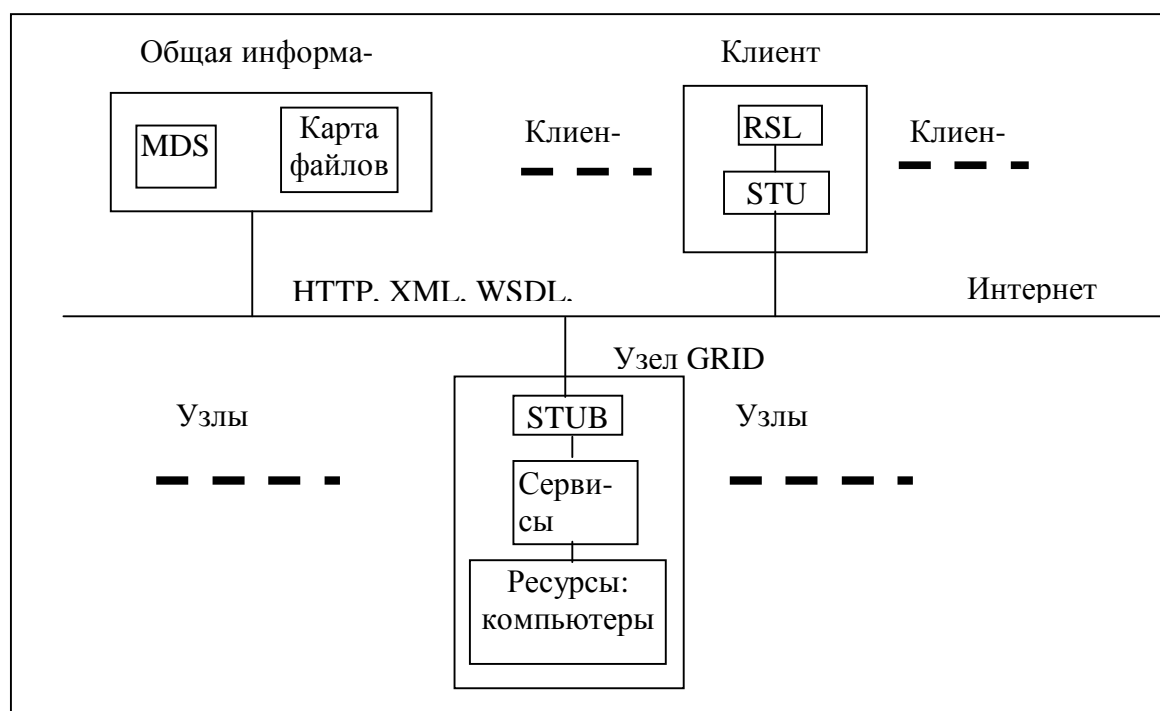 Общая информа-
Клиент
MDS
Карта
файлов
Клиен-
RSL
STU
Клиен-
HTTP, XML, WSDL,
Интернет
Узел GRID
Узлы
STUB
Серви-
сы
Ресурсы:
компьютеры
Узлы